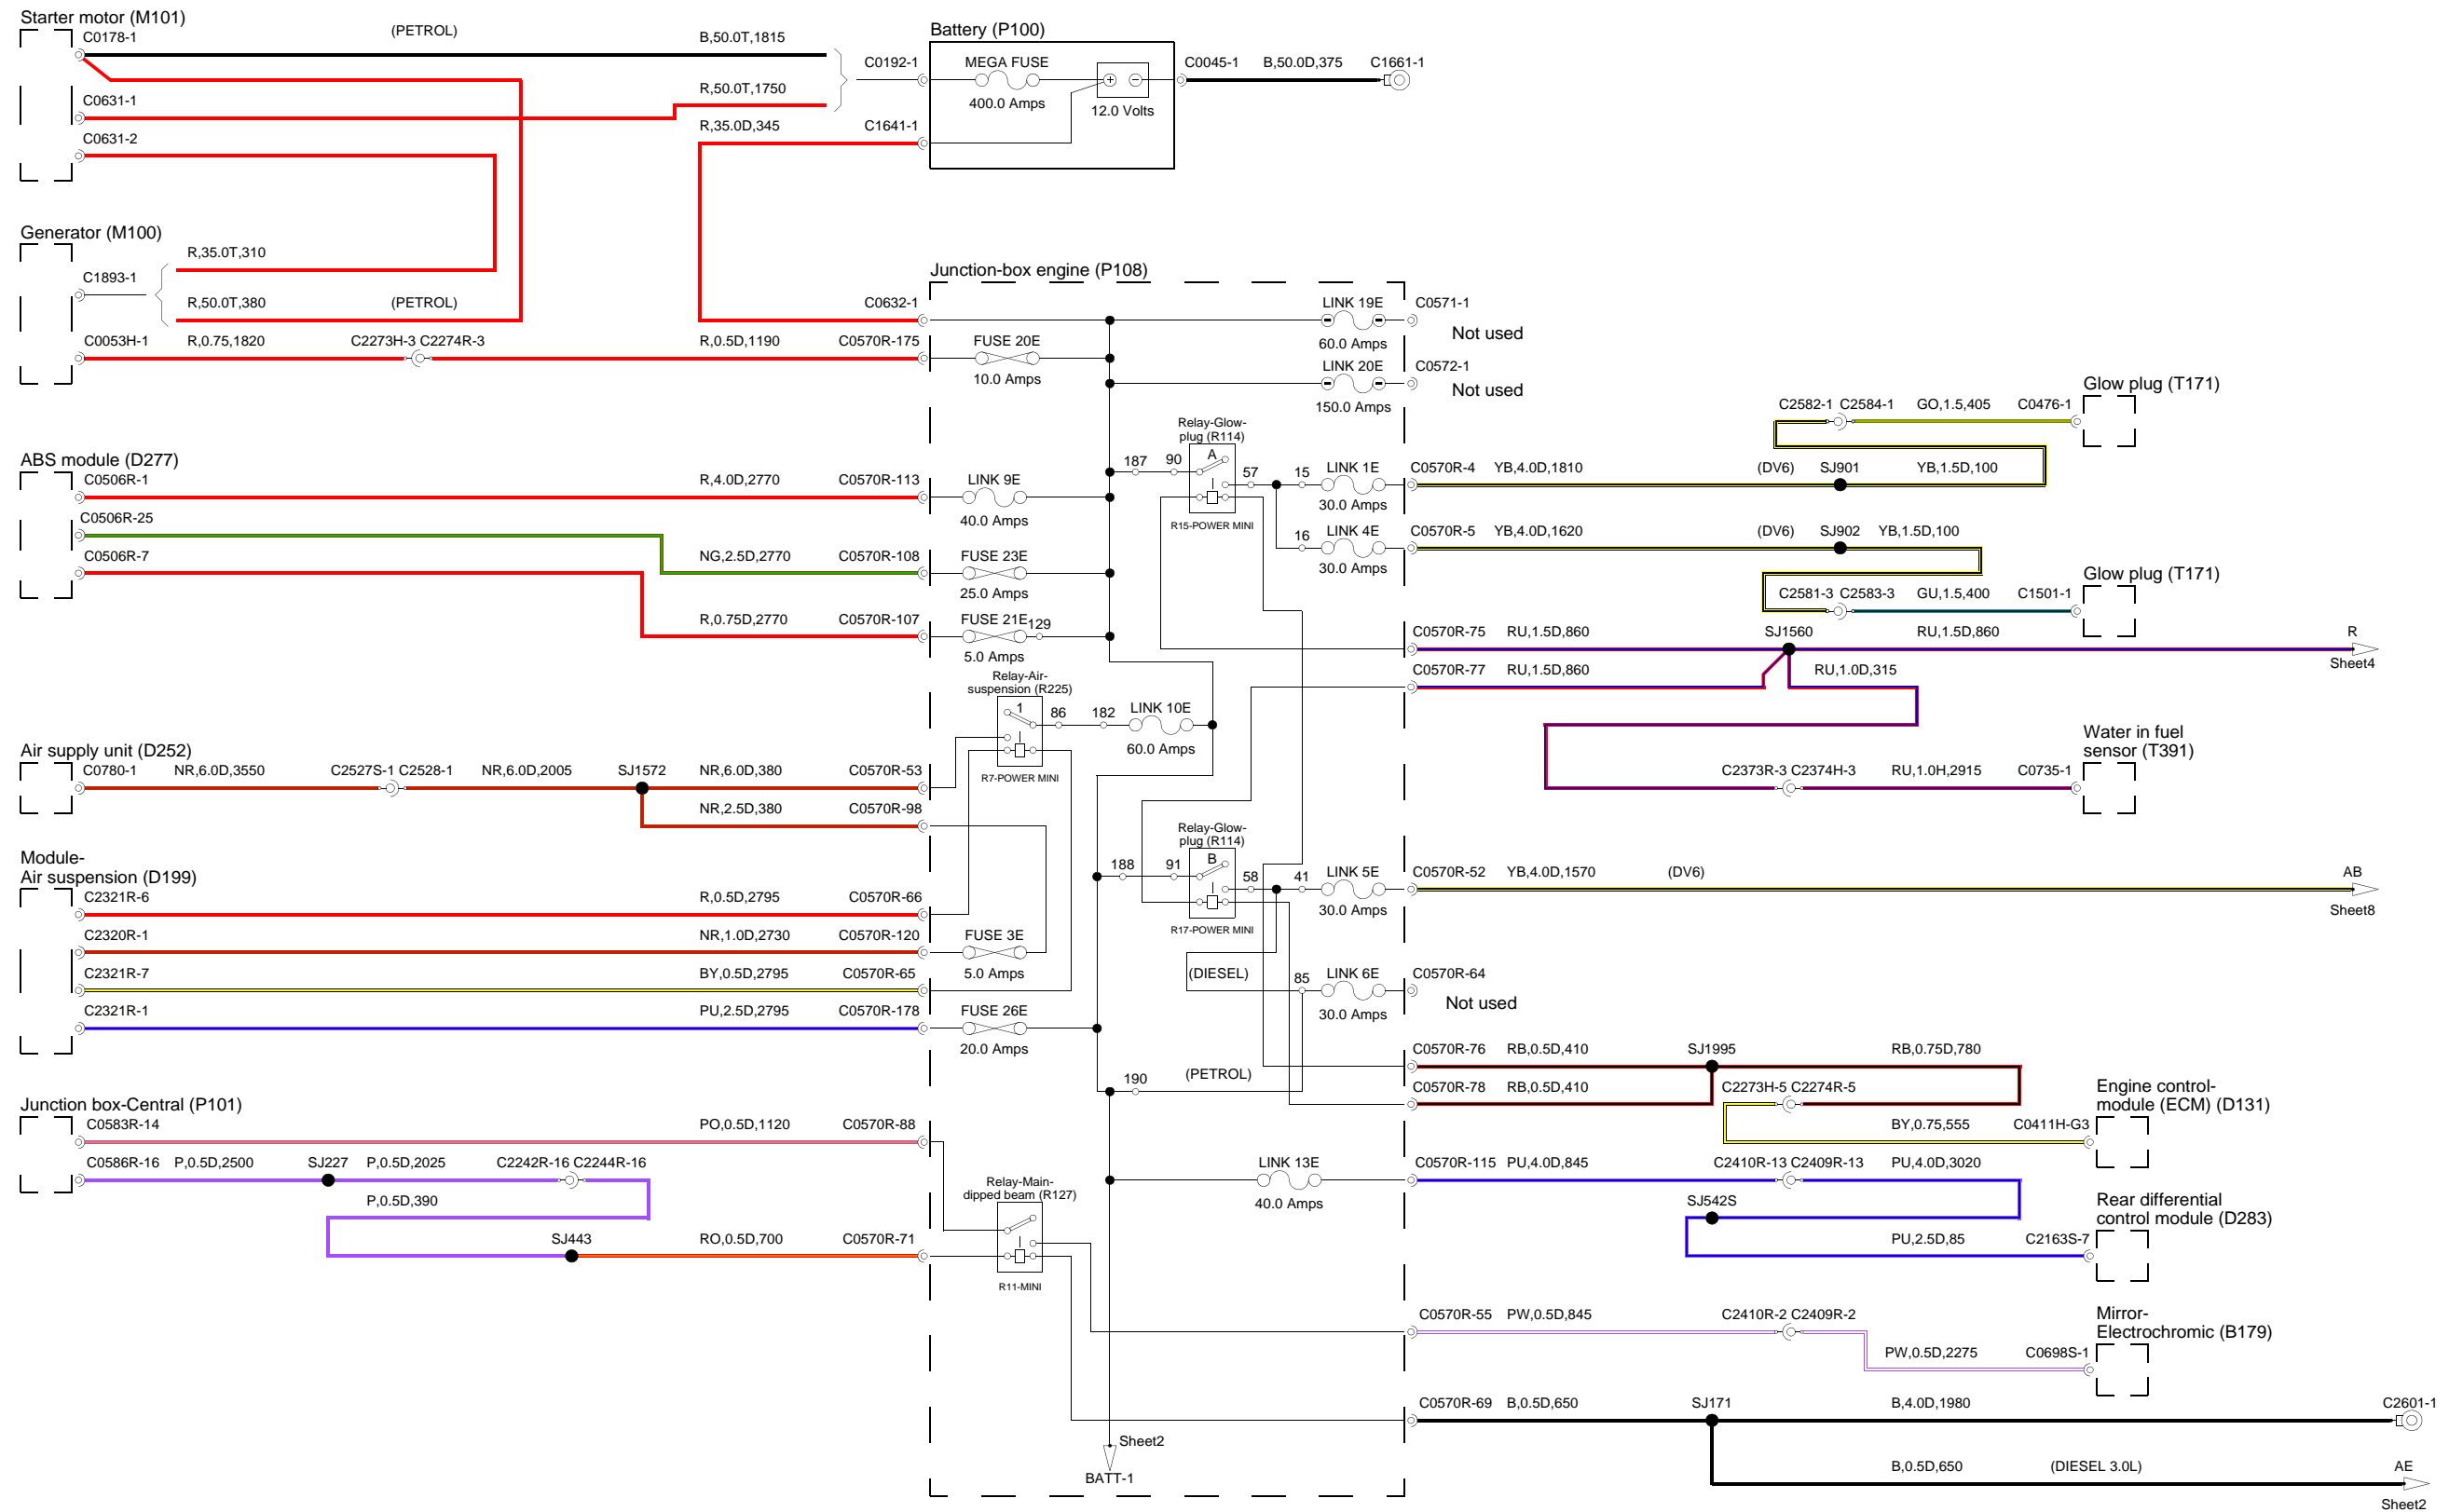 Starter motor (M101)
C0178-1
(PETROL)
B,50.0T,1815
C0192-1
R,50.0T,1750
C0631-1
C0631-2
R,35.0D,345
C1641-1
Battery (P100)
MEGA FUSE
400.0 Amps
12.0 Volts
C0045-1
B,50.0D,375
C1661-1
Generator (M100)
C1893-1
R,35.0T,310
R,50.0T,380
(PETROL)
C0632-1
C0053H-1
R,0.75,1820
C2273H-3 C2274R-3
R,0.5D,1190
C0570R-175
Junction-box engine (P108)
FUSE 20E
10.0 Amps
LINK 19E
C0571-1
60.0 Amps
Not used
LINK 20E
C0572-1
150.0 Amps
Not used
ABS module (D277)
C0506R-1
R,4.0D,2770
C0570R-113
LINK 9E
40.0 Amps
C0506R-25
C0506R-7
NG,2.5D,2770
C0570R-108
FUSE 23E
25.0 Amps
R,0.75D,2770
C0570R-107
FUSE 21E
129
5.0 Amps
Relay-Glow-
plug (R114)
187
90
A
57
15
LINK 1E
30.0 Amps
R15-POWER MINI
16
LINK 4E
30.0 Amps
C0570R-4
YB,4.0D,1810
(DV6)
SJ901
YB,1.5D,100
C2582-1 C2584-1
GO,1.5,405
C0476-1
Glow plug (T171)
C0570R-5
YB,4.0D,1620
(DV6)
SJ902
YB,1.5D,100
C2581-3 C2583-3
GU,1.5,400
C1501-1
Glow plug (T171)
C0570R-75
RU,1.5D,860
SJ1560
RU,1.5D,860
R
Sheet4
C0570R-77
RU,1.5D,860
RU,1.0D,315
Relay-Air-
suspension (R225)
1
86
182
LINK 10E
60.0 Amps
R7-POWER MINI
Water in fuel
sensor (T391)
C2373R-3 C2374H-3
RU,1.0H,2915
C0735-1
Air supply unit (D252)
C0780-1
NR,6.0D,3550
C2527S-1 C2528-1
NR,6.0D,2005
SJ1572
NR,6.0D,380
C0570R-53
NR,2.5D,380
C0570R-98
Relay-Glow-
plug (R114)
188
91
B
58
41
LINK 5E
30.0 Amps
R17-POWER MINI
C0570R-52
YB,4.0D,1570
(DV6)
AB
Sheet8
Module-
Air suspension (D199)
C2321R-6
R,0.5D,2795
C0570R-66
C2320R-1
NR,1.0D,2730
C0570R-120
FUSE 3E
5.0 Amps
C2321R-7
BY,0.5D,2795
C0570R-65
C2321R-1
PU,2.5D,2795
C0570R-178
FUSE 26E
20.0 Amps
(DIESEL)
85
LINK 6E
30.0 Amps
C0570R-64
Not used
190
(PETROL)
C0570R-76
RB,0.5D,410
SJ1995
RB,0.75D,780
C0570R-78
RB,0.5D,410
C2273H-5 C2274R-5
BY,0.75,555
C0411H-G3
Engine control-
module (ECM) (D131)
Junction box-Central (P101)
C0583R-14
PO,0.5D,1120
C0570R-88
C0586R-16
P,0.5D,2500
SJ227
P,0.5D,2025
C2242R-16 C2244R-16
P,0.5D,390
SJ443
RO,0.5D,700
C0570R-71
Relay-Main-
dipped beam (R127)
R11-MINI
LINK 13E
40.0 Amps
C0570R-115
PU,4.0D,845
C2410R-13 C2409R-13
PU,4.0D,3020
SJ542S
PU,2.5D,85
C2163S-7
Rear differential
control module (D283)
C0570R-55
PW,0.5D,845
C2410R-2 C2409R-2
PW,0.5D,2275
C0698S-1
Mirror-
Electrochromic (B179)
C0570R-69
B,0.5D,650
SJ171
B,4.0D,1980
C2601-1
Sheet2
BATT-1
B,0.5D,650
(DIESEL 3.0L)
AE
Sheet2